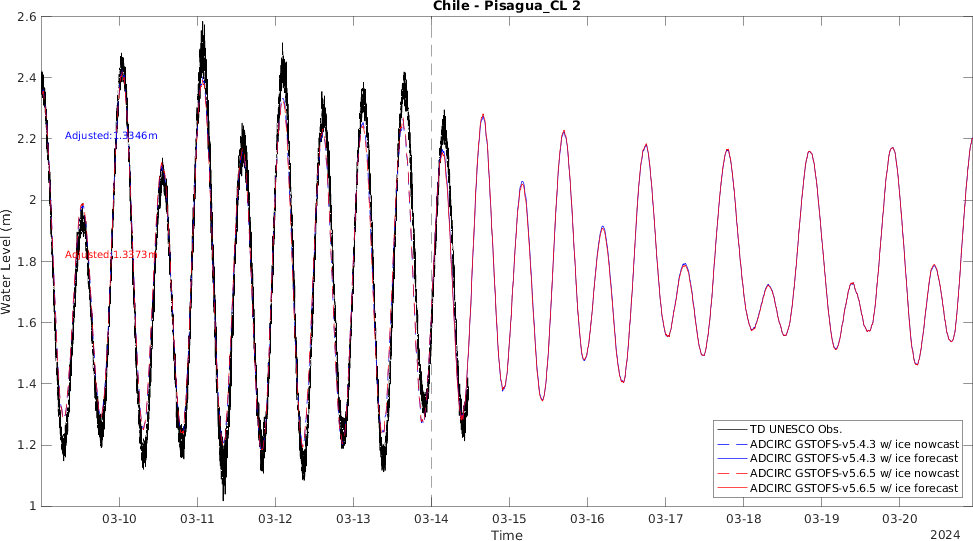 Chile - Pisagua_CL 2
2.6
2.4
2.2
2
1.8
1.6
1.4
1.2
1
Water Level (m)
Adjusted:1.3346m
Adjusted:1.3373m
TD UNESCO Obs.
ADCIRC GSTOFS-v5.4.3 w/ ice nowcast
ADCIRC GSTOFS-v5.4.3 w/ ice forecast
ADCIRC GSTOFS-v5.6.5 w/ ice nowcast
ADCIRC GSTOFS-v5.6.5 w/ ice forecast
03-10 03-11 03-12 03-13 03-14 03-15 03-16 03-17 03-18 03-19 03-20
Time
2024